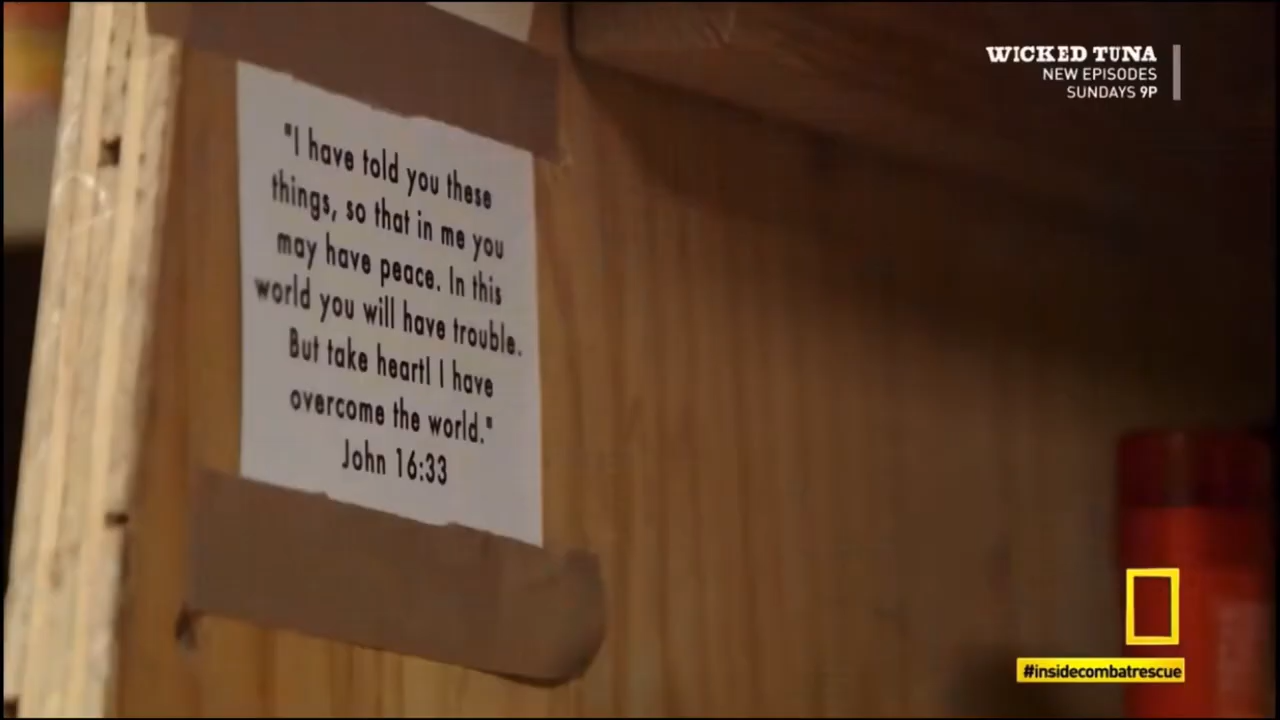 "I have told you these
things, so that in me you
may have peace. In this
world you will have trouble.
But take heart! I have
overcome the world."
John 16:33
WICKED TUNA
NEW EPISODES
SUNDAYS 9P
#insidecombatrescue